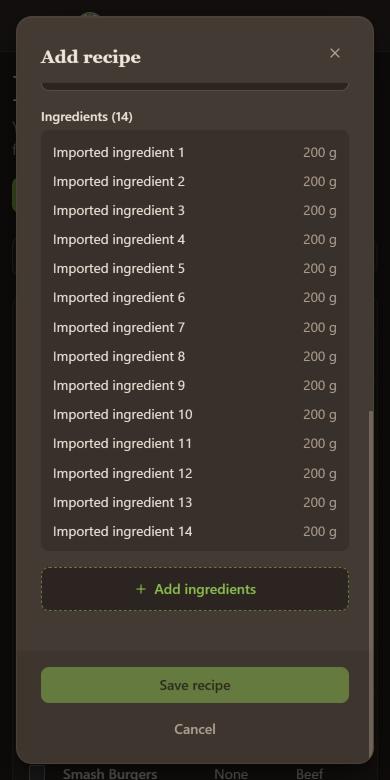 Add recipe
Ingredients (14)
Imported ingredient 1 200 g
Imported ingredient 2 200 g
Imported ingredient 3 200 g
Imported ingredient 4 200 g
Imported ingredient 5 200 g
Imported ingredient 6 200 g
Imported ingredient 7 200 g
Imported ingredient 8 200 g
Imported ingredient 9 200 g
Imported ingredient 10 200 g
Imported ingredient 11 200 g
Imported ingredient 12 200 g
Imported ingredient 13 200 g
Imported ingredient 14 200 g
+ Add ingredients
Save recipe
Cancel
Smash Burgers None Beef